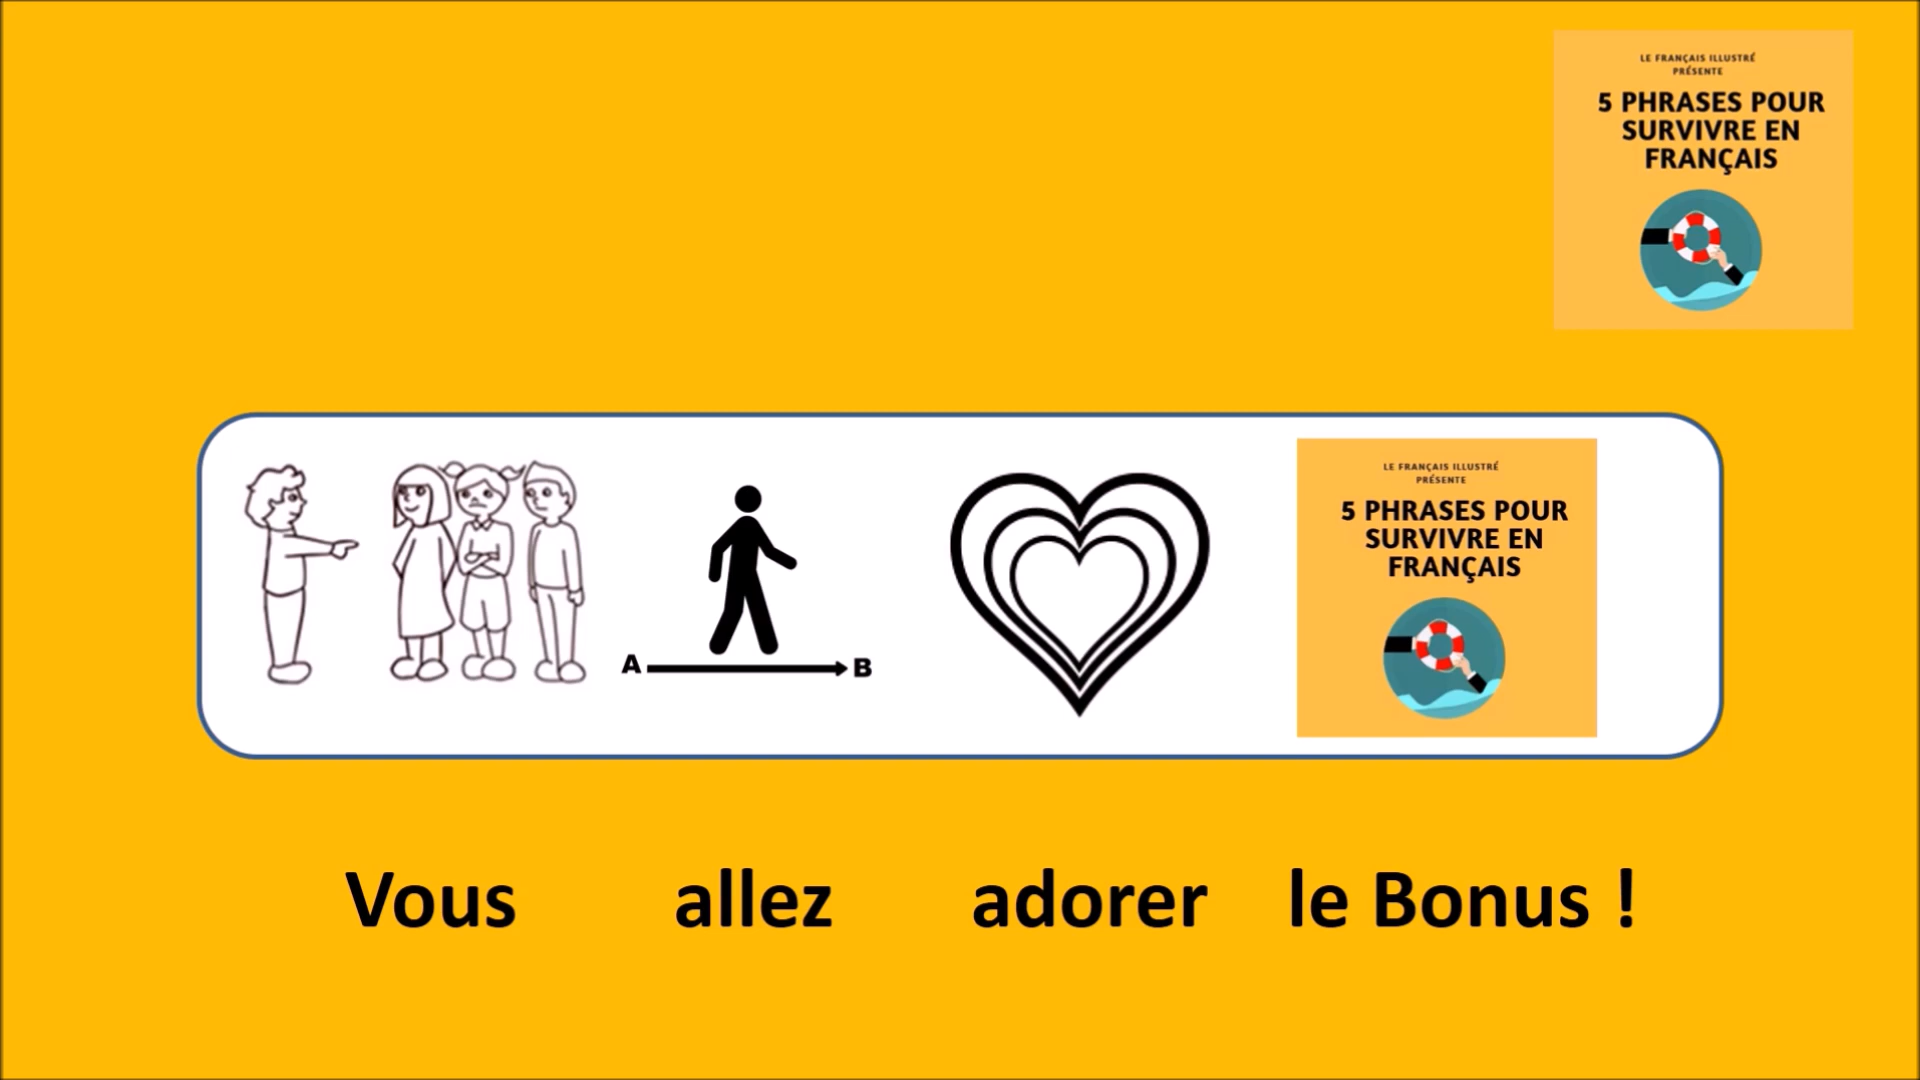 LE FRANÇAIS ILLUSTRÉ
PRÉSENTE
5 PHRASES POUR
SURVIVRE EN
FRANÇAIS
LE FRANÇAIS ILLUSTRÉ
PRÉSENTE
5 PHRASES POUR
SURVIVRE EN
FRANÇAIS
A B
Vous allez adorer le Bonus !